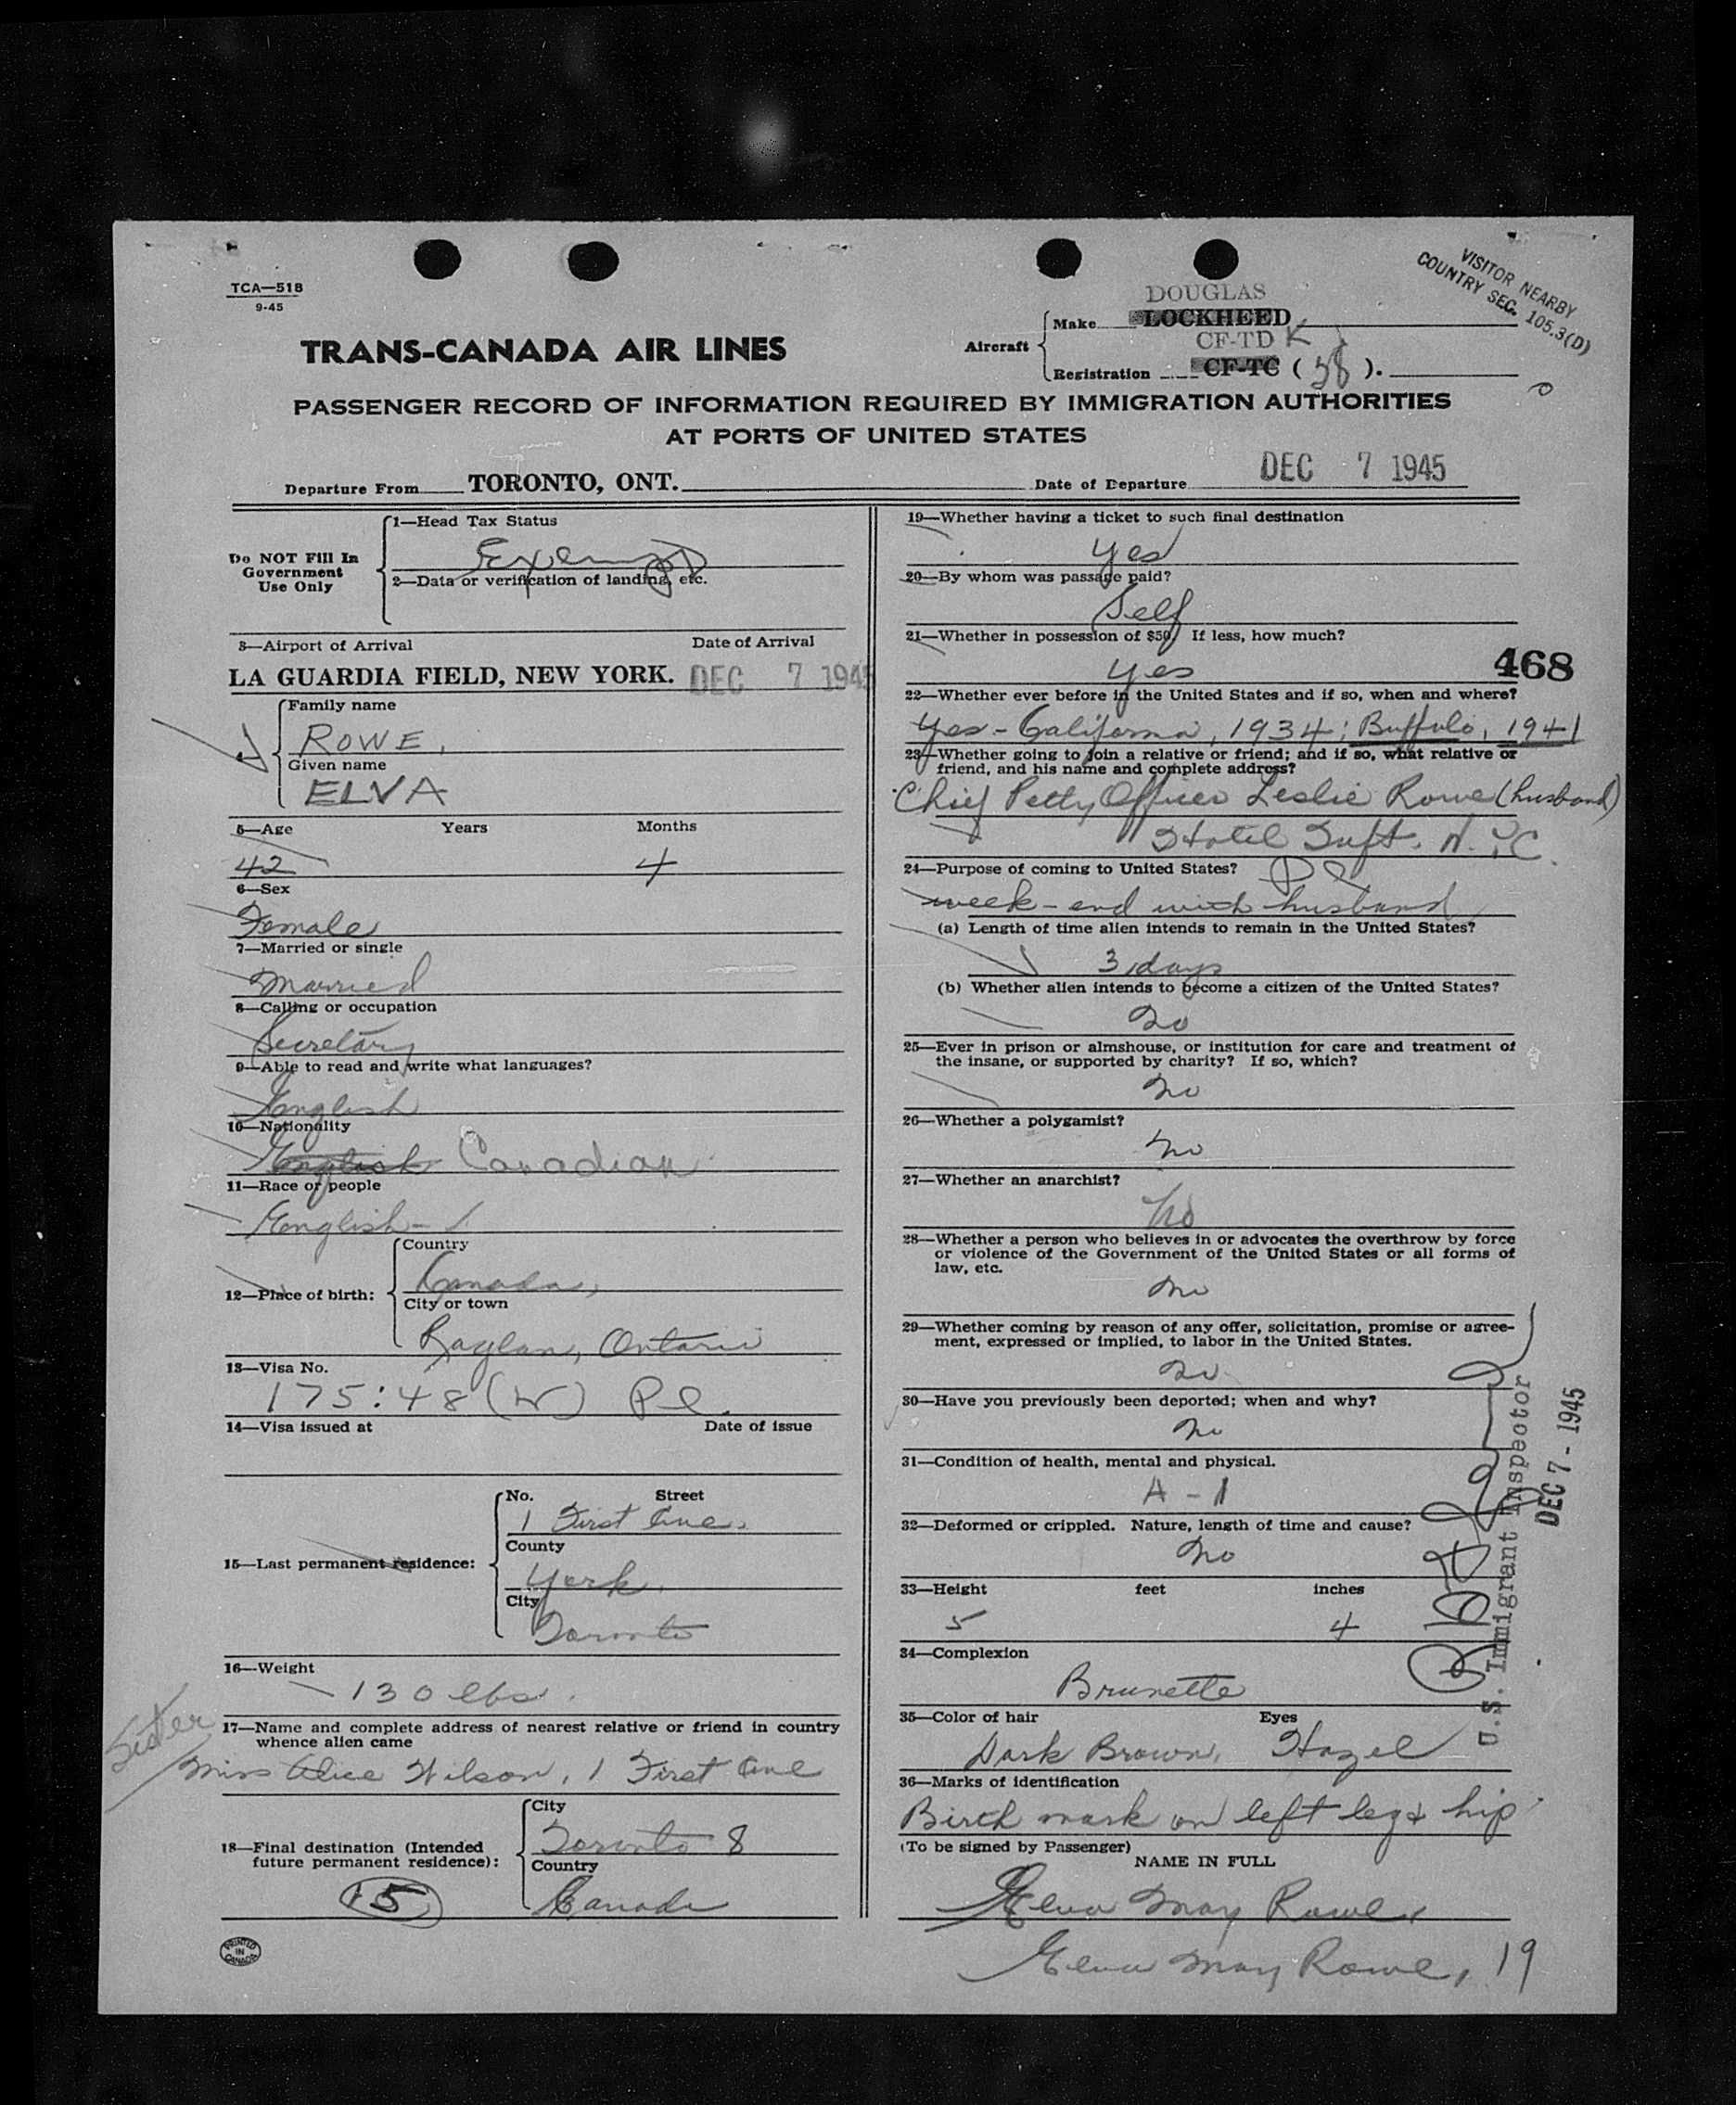 TCA—518
9-45
VISITOR NEARBY
COUNTRY SEC. 105.3(D)
DOUGLAS
Make LOCKHEED
CF-TD K
Aircraft
Registration CF-TC (58).
TRANS-CANADA AIR LINES
PASSENGER RECORD OF INFORMATION REQUIRED BY IMMIGRATION AUTHORITIES
AT PORTS OF UNITED STATES
Departure From TORONTO, ONT. Date of Departure DEC 7 1945
Do NOT Fill In
Government
Use Only
1—Head Tax Status
Exempt
2—Data or verification of landing, etc.
3—Airport of Arrival Date of Arrival
LA GUARDIA FIELD, NEW YORK. DEC 7 1945
Family name
ROWE,
Given name
ELVA
5—Age Years Months
42 4
6—Sex
Female
7—Married or single
Married
8—Calling or occupation
Secretary
9—Able to read and write what languages?
English
10—Nationality
English Canadian
11—Race or people
English
12—Place of birth:
Country
Canada,
City or town
Raglan, Ontario
13—Visa No.
175:48 (W) Pl.
14—Visa issued at Date of issue
15—Last permanent residence:
No. Street
1 First Ave.
County
York.
City
Toronto
16—Weight
130 lbs.
Sister
17—Name and complete address of nearest relative or friend in country
whence alien came
Miss Alice Wilson, 1 First Ave
18—Final destination (Intended
future permanent residence):
City
Toronto 8
Country
Canada
15
PRINTED
IN
CANADA
19—Whether having a ticket to such final destination
Yes
20—By whom was passage paid?
Self
21—Whether in possession of $50. If less, how much?
Yes
468
22—Whether ever before in the United States and if so, when and where?
Yes - California, 1934; Buffalo, 1941
23—Whether going to join a relative or friend; and if so, what relative or
friend, and his name and complete address?
Chief Petty Officer Leslie Rowe (husband)
Hotel Taft, N.Y.C.
24—Purpose of coming to United States? Pl
week-end with husband
(a) Length of time alien intends to remain in the United States?
3 days
(b) Whether alien intends to become a citizen of the United States?
No
25—Ever in prison or almshouse, or institution for care and treatment of
the insane, or supported by charity? If so, which?
No
26—Whether a polygamist?
No
27—Whether an anarchist?
No
28—Whether a person who believes in or advocates the overthrow by force
or violence of the Government of the United States or all forms of
law, etc.
No
29—Whether coming by reason of any offer, solicitation, promise or agree-
ment, expressed or implied, to labor in the United States.
No
30—Have you previously been deported; when and why?
No
31—Condition of health, mental and physical.
A-1
32—Deformed or crippled. Nature, length of time and cause?
No
33—Height feet inches
5 4
34—Complexion
Brunette
35—Color of hair Eyes
Dark Brown, Hazel
36—Marks of identification
Birth mark on left leg & hip
(To be signed by Passenger)
NAME IN FULL
Elva May Rowe,
Elva May Rowe, 19
U.S. Immigrant Inspector
DEC 7 - 1945